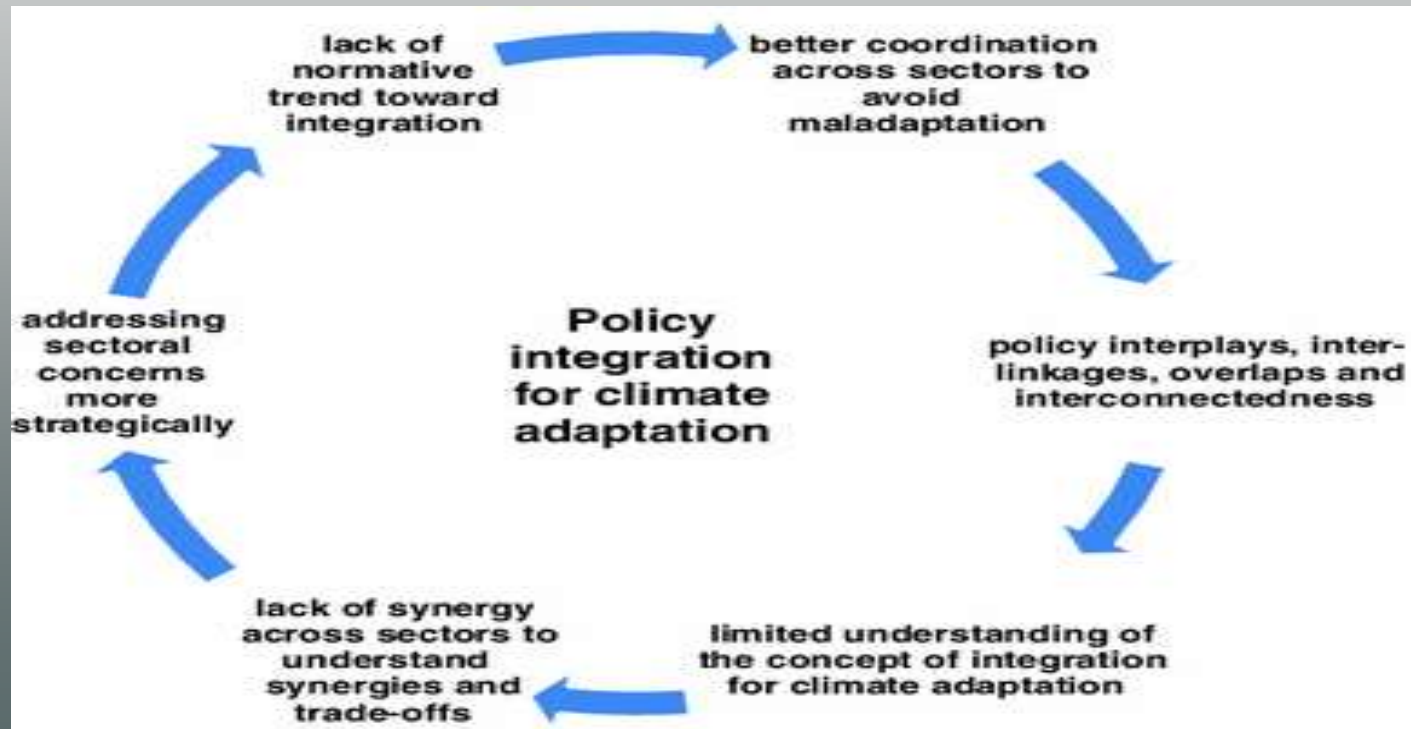 lack of
normative
trend toward
integration
better coordination
across sectors to
avoid
maladaptation
policy interplays, inter-
linkages, overlaps and
interconnectedness
limited understanding of
the concept of integration
for climate adaptation
lack of synergy
across sectors to
understand
synergies and
trade-offs
addressing
sectoral
concerns
more
strategically
Policy
integration
for climate
adaptation